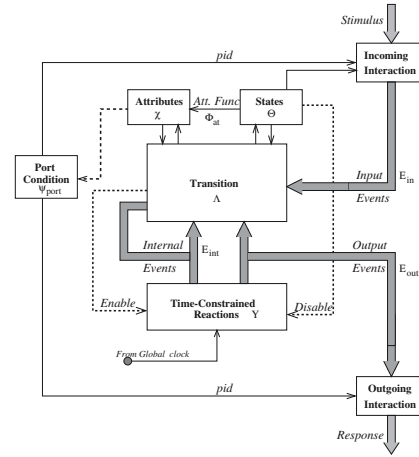 Stimulus
pid
Incoming
Interaction
Attributes
χ
Att. Func
Φat
States
Θ
Port
Condition
Ψport
Transition
Λ
Input
Events
Ein
Internal
Events
Eint
Output
Events
Eout
Enable
Time-Constrained
Reactions Υ
Disable
From Global clock
pid
Outgoing
Interaction
Response